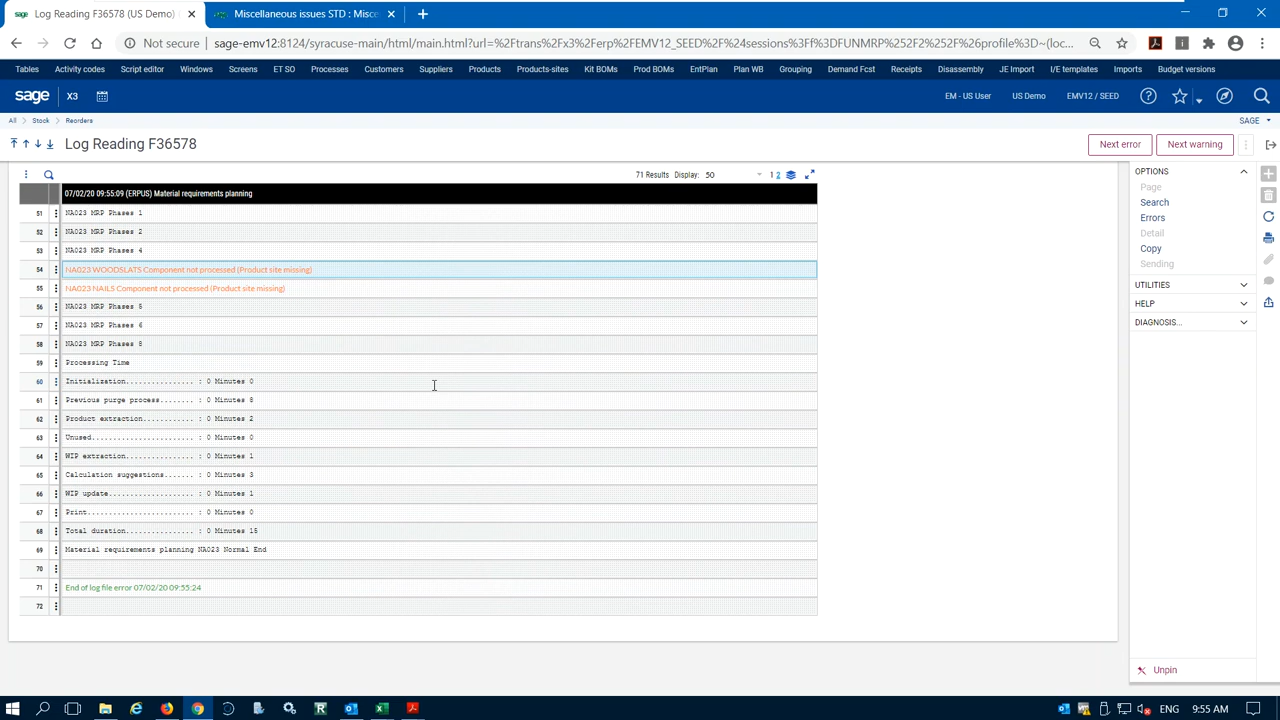 Log Reading F36578 (US Demo)
Miscellaneous issues STD : Misce
Not secure
sage-emv12:8124/syracuse-main/html/main.html?url=%2Ftrans%2Fx3%2Ferp%2FEMV12_SEED%2F%24sessions%3Ff%3DFUNMRP%252F2%252F%26profile%3D~(loc...
Tables Activity codes Script editor Windows Screens ET SO Processes Customers Suppliers Products Products-sites Kit BOMs Prod BOMs EntPlan Plan WB Grouping Demand Fcst Receipts Disassembly JE Import I/E templates Imports Budget versions
sage X3 EM - US User US Demo EMV12 / SEED
All Stock Reorders SAGE
Log Reading F36578 Next error Next warning
71 Results Display: 50 1 2
07/02/20 09:55:09 (ERPUS) Material requirements planning
51 NA023 MRP Phases 1
52 NA023 MRP Phases 2
53 NA023 MRP Phases 4
54 NA023 WOODSLATS Component not processed (Product site missing)
55 NA023 NAILS Component not processed (Product site missing)
56 NA023 MRP Phases 5
57 NA023 MRP Phases 6
58 NA023 MRP Phases 8
59 Processing Time
60 Initialization................ : 0 Minutes 0
61 Previous purge process........ : 0 Minutes 8
62 Product extraction............ : 0 Minutes 2
63 Unused........................ : 0 Minutes 0
64 WIP extraction................ : 0 Minutes 1
65 Calculation suggestions....... : 0 Minutes 3
66 WIP update.................... : 0 Minutes 1
67 Print......................... : 0 Minutes 0
68 Total duration................ : 0 Minutes 15
69 Material requirements planning NA023 Normal End
70
71 End of log file error 07/02/20 09:55:24
72
OPTIONS
Page
Search
Errors
Detail
Copy
Sending
UTILITIES
HELP
DIAGNOSIS...
Unpin
ENG 9:55 AM